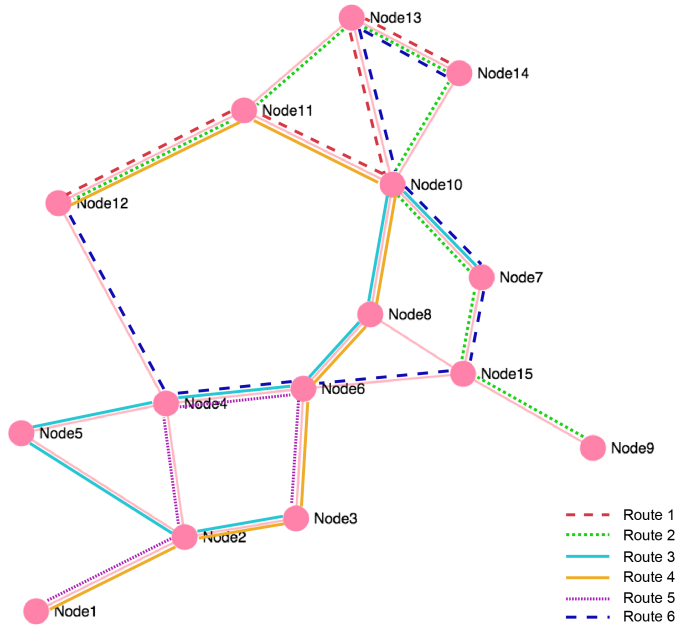 Node13
Node14
Node11
Node10
Node12
Node7
Node8
Node15
Node6
Node4
Node5
Node9
Node3
Node2
Node1
Route 1
Route 2
Route 3
Route 4
Route 5
Route 6